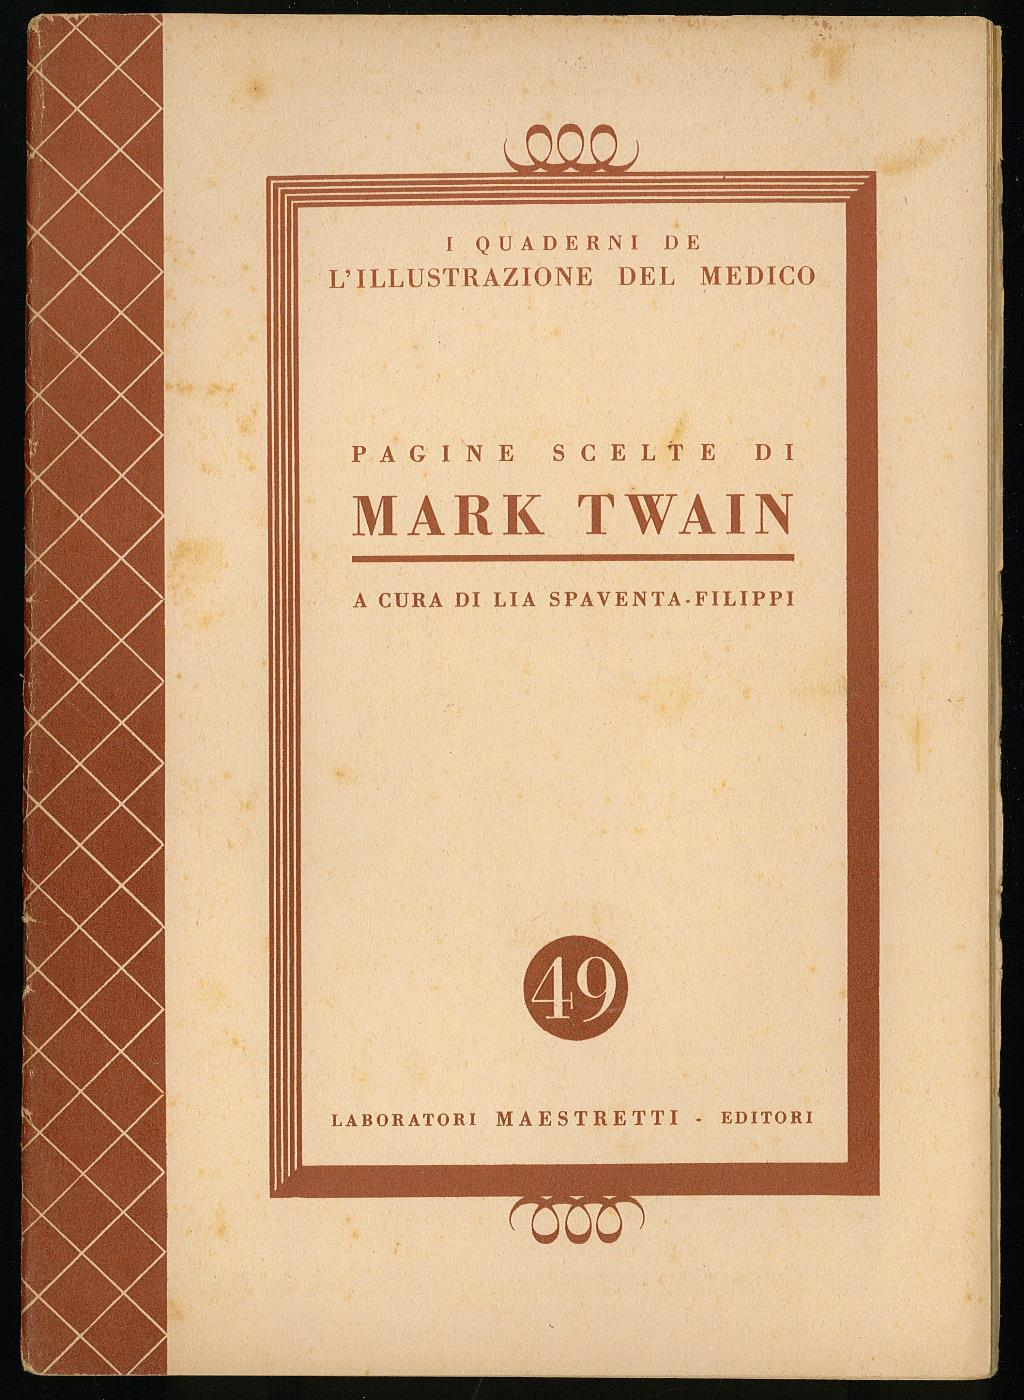 I QUADERNI DE
L'ILLUSTRAZIONE DEL MEDICO
PAGINE SCELTE DI
MARK TWAIN
A CURA DI LIA SPAVENTA-FILIPPI
49
LABORATORI MAESTRETTI - EDITORI